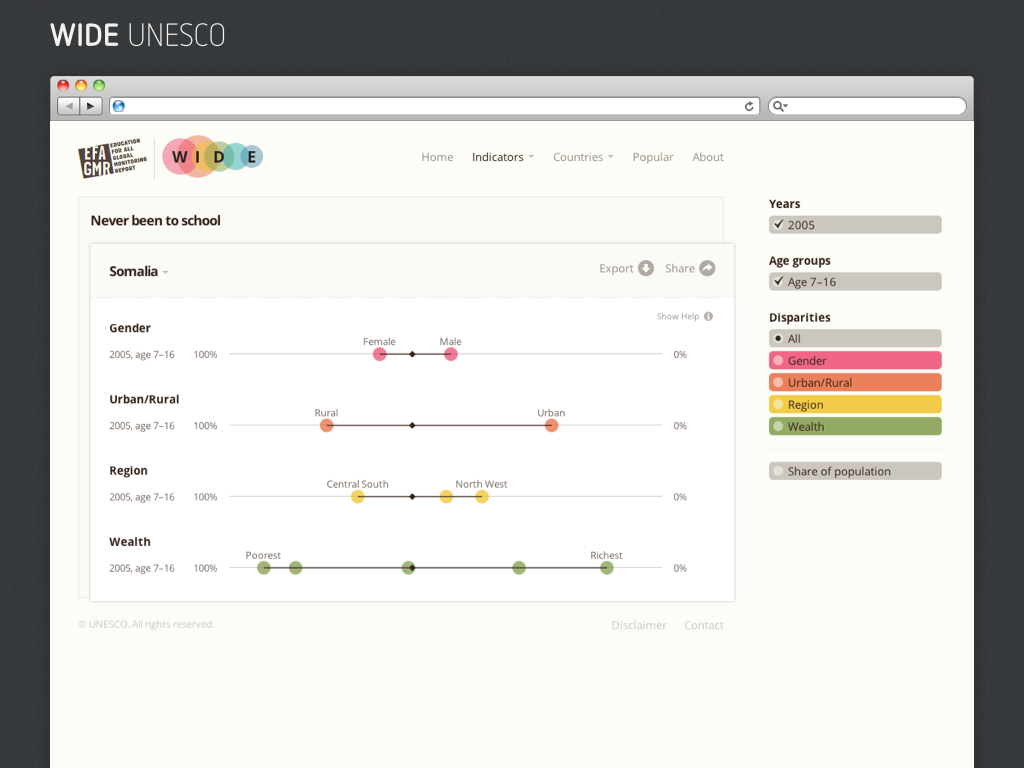 WIDE UNESCO
EFA GMR
EDUCATION
FOR ALL
GLOBAL
MONITORING
REPORT
W I D E
Home Indicators Countries Popular About
Never been to school
Somalia
Export Share
Show Help
Gender
Female Male
2005, age 7–16 100% 0%
Urban/Rural
Rural Urban
2005, age 7–16 100% 0%
Region
Central South North West
2005, age 7–16 100% 0%
Wealth
Poorest Richest
2005, age 7–16 100% 0%
Years
2005
Age groups
Age 7–16
Disparities
All
Gender
Urban/Rural
Region
Wealth
Share of population
© UNESCO. All rights reserved.
Disclaimer Contact